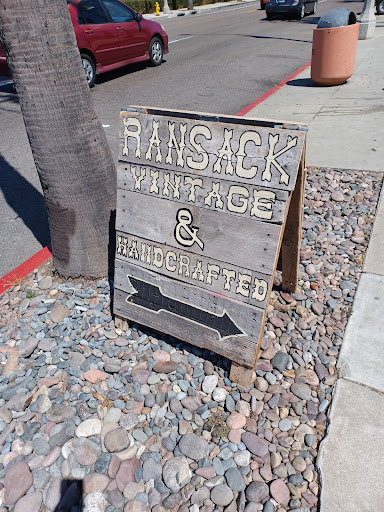 RANSACK
VINTAGE
&
HANDCRAFTED